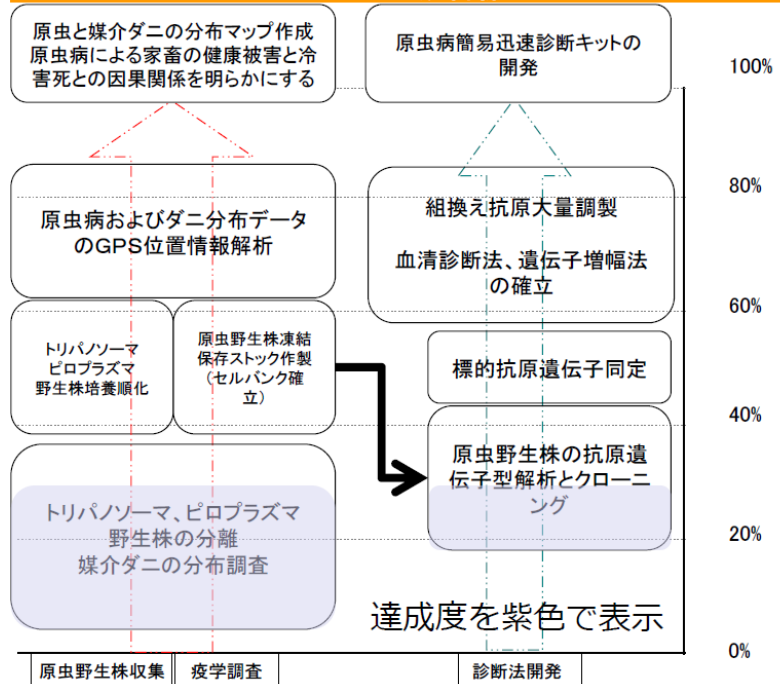 原虫と媒介ダニの分布マップ作成
原虫病による家畜の健康被害と冷
害死との因果関係を明らかにする
原虫病簡易迅速診断キットの
開発
100%
80%
原虫病およびダニ分布データ
のGPS位置情報解析
組換え抗原大量調製
血清診断法、遺伝子増幅法
の確立
60%
トリパノソーマ
ピロプラズマ
野生株培養順化
原虫野生株凍結
保存ストック作製
(セルバンク確
立)
標的抗原遺伝子同定
40%
原虫野生株の抗原遺
伝子型解析とクローニ
ング
トリパノソーマ、ピロプラズマ
野生株の分離
媒介ダニの分布調査
20%
達成度を紫色で表示
0%
原虫野生株収集
疫学調査
診断法開発